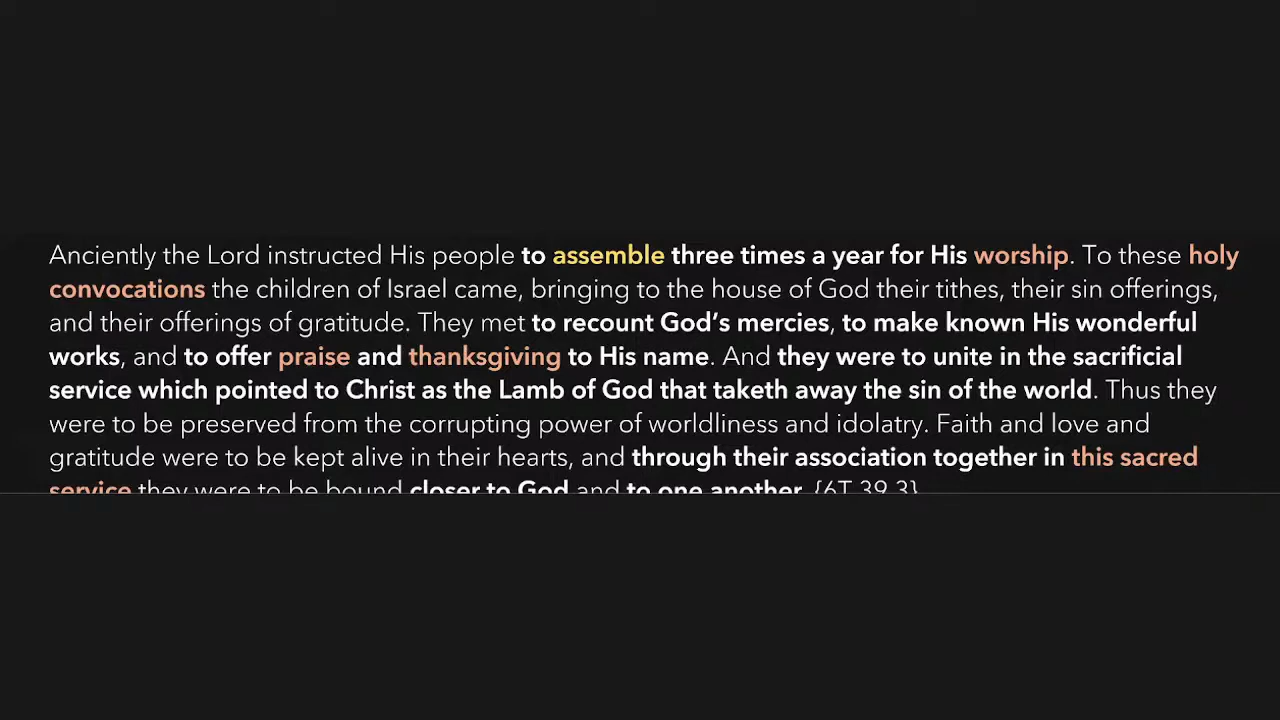 Anciently the Lord instructed His people to assemble three times a year for His worship. To these holy
convocations the children of Israel came, bringing to the house of God their tithes, their sin offerings,
and their offerings of gratitude. They met to recount God’s mercies, to make known His wonderful
works, and to offer praise and thanksgiving to His name. And they were to unite in the sacrificial
service which pointed to Christ as the Lamb of God that taketh away the sin of the world. Thus they
were to be preserved from the corrupting power of worldliness and idolatry. Faith and love and
gratitude were to be kept alive in their hearts, and through their association together in this sacred
service they were to be bound closer to God and to one another. {6T 39.3}